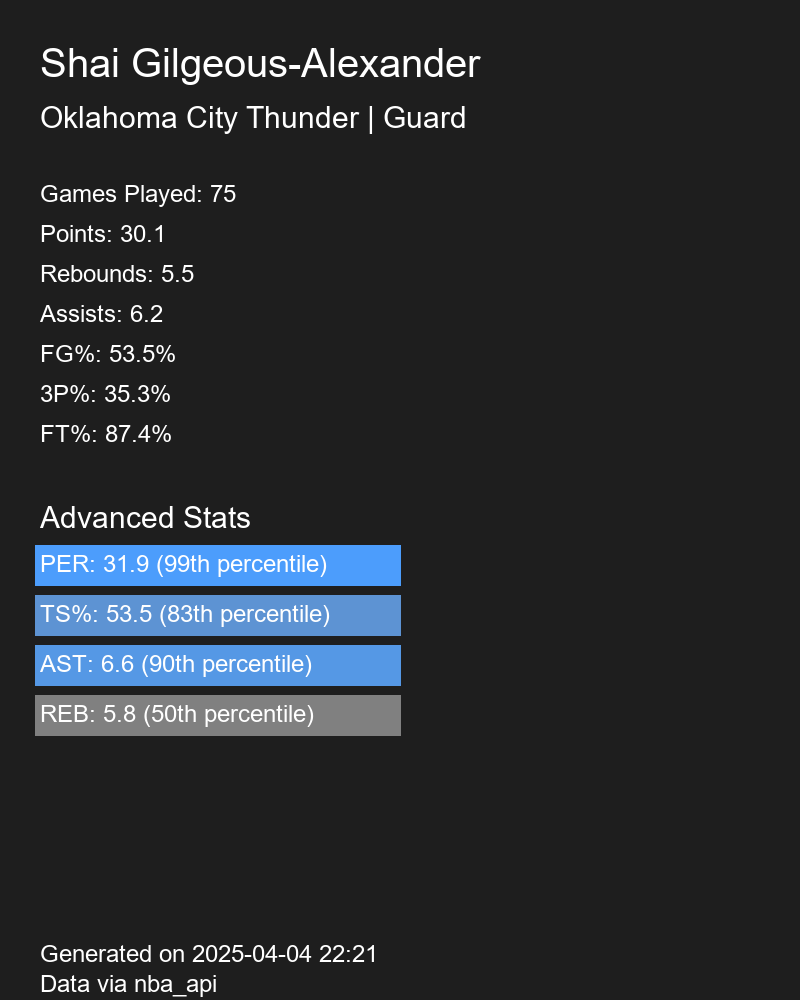 Shai Gilgeous-Alexander
Oklahoma City Thunder | Guard
Games Played: 75
Points: 30.1
Rebounds: 5.5
Assists: 6.2
FG%: 53.5%
3P%: 35.3%
FT%: 87.4%
Advanced Stats
PER: 31.9 (99th percentile)
TS%: 53.5 (83th percentile)
AST: 6.6 (90th percentile)
REB: 5.8 (50th percentile)
Generated on 2025-04-04 22:21
Data via nba_api